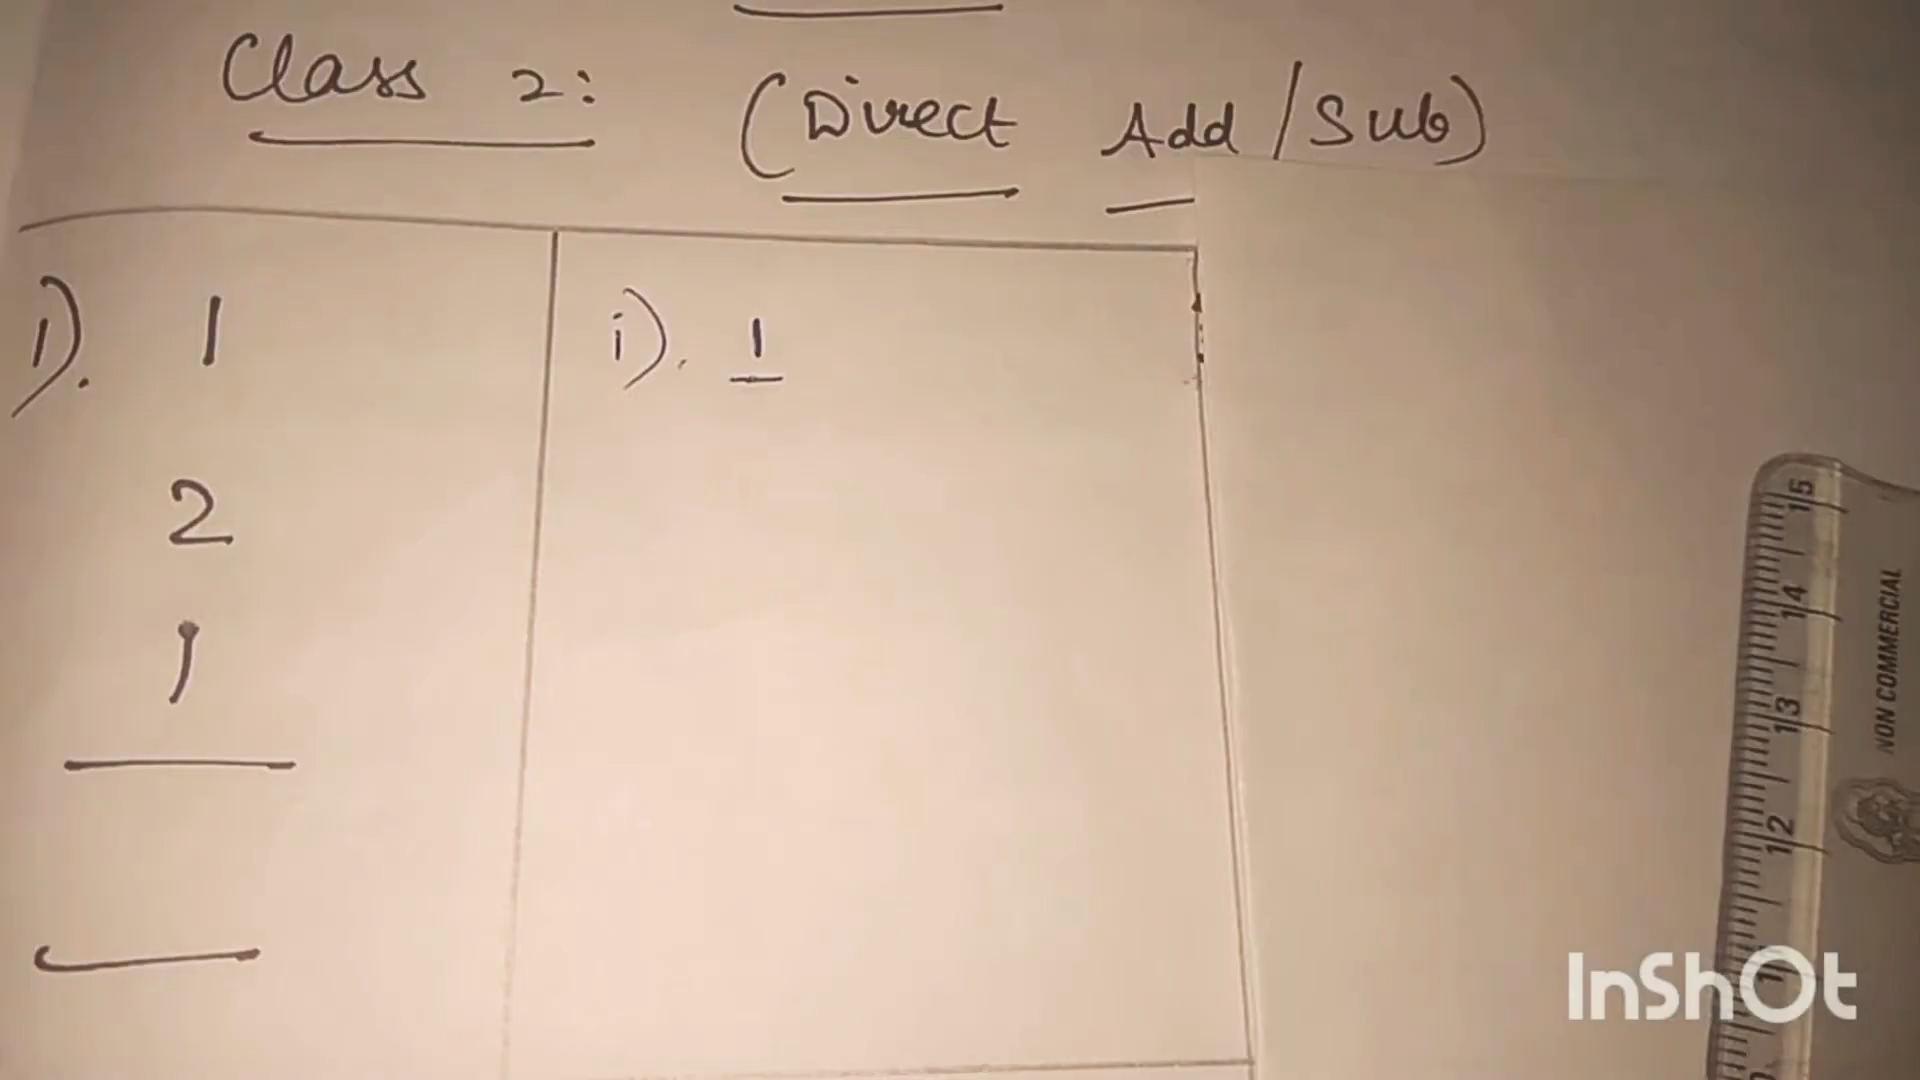 Class 2:
(Direct Add/Sub)
1). 1
2
1
i). 1
15
14
13
12
NON COMMERCIAL
InShOt